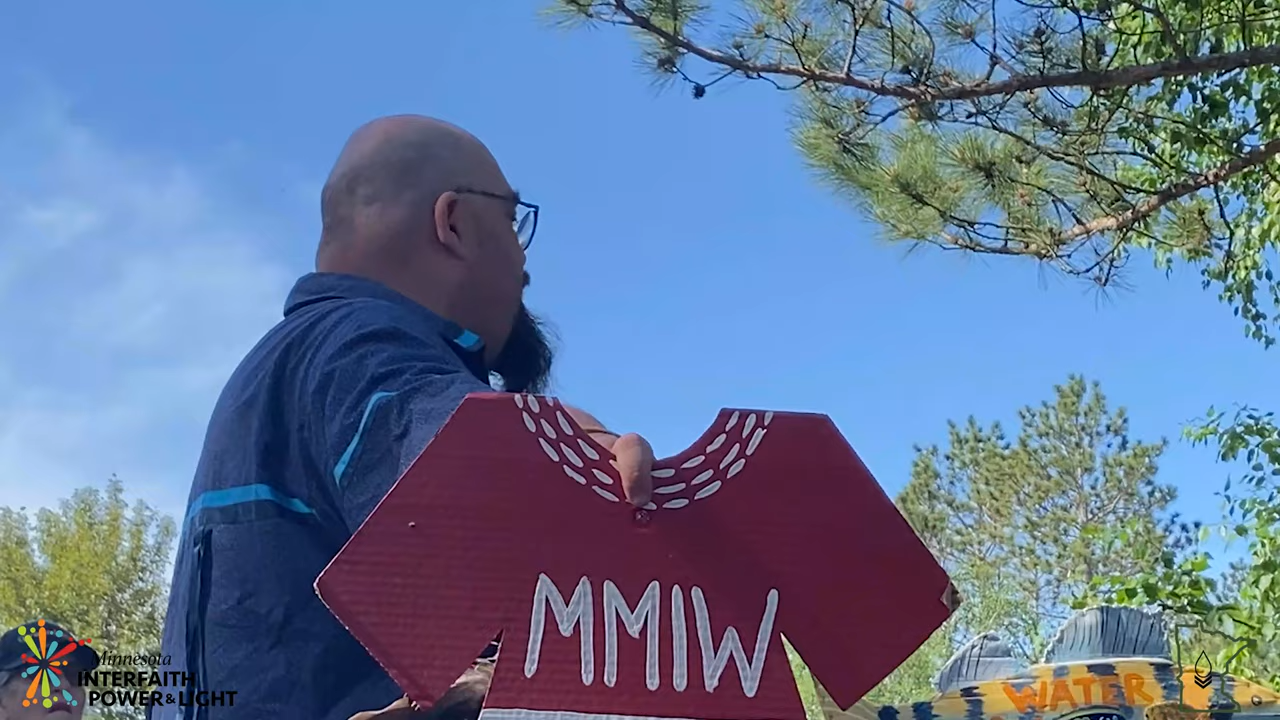 MMIW
WATER
Minnesota
INTERFAITH
POWER & LIGHT